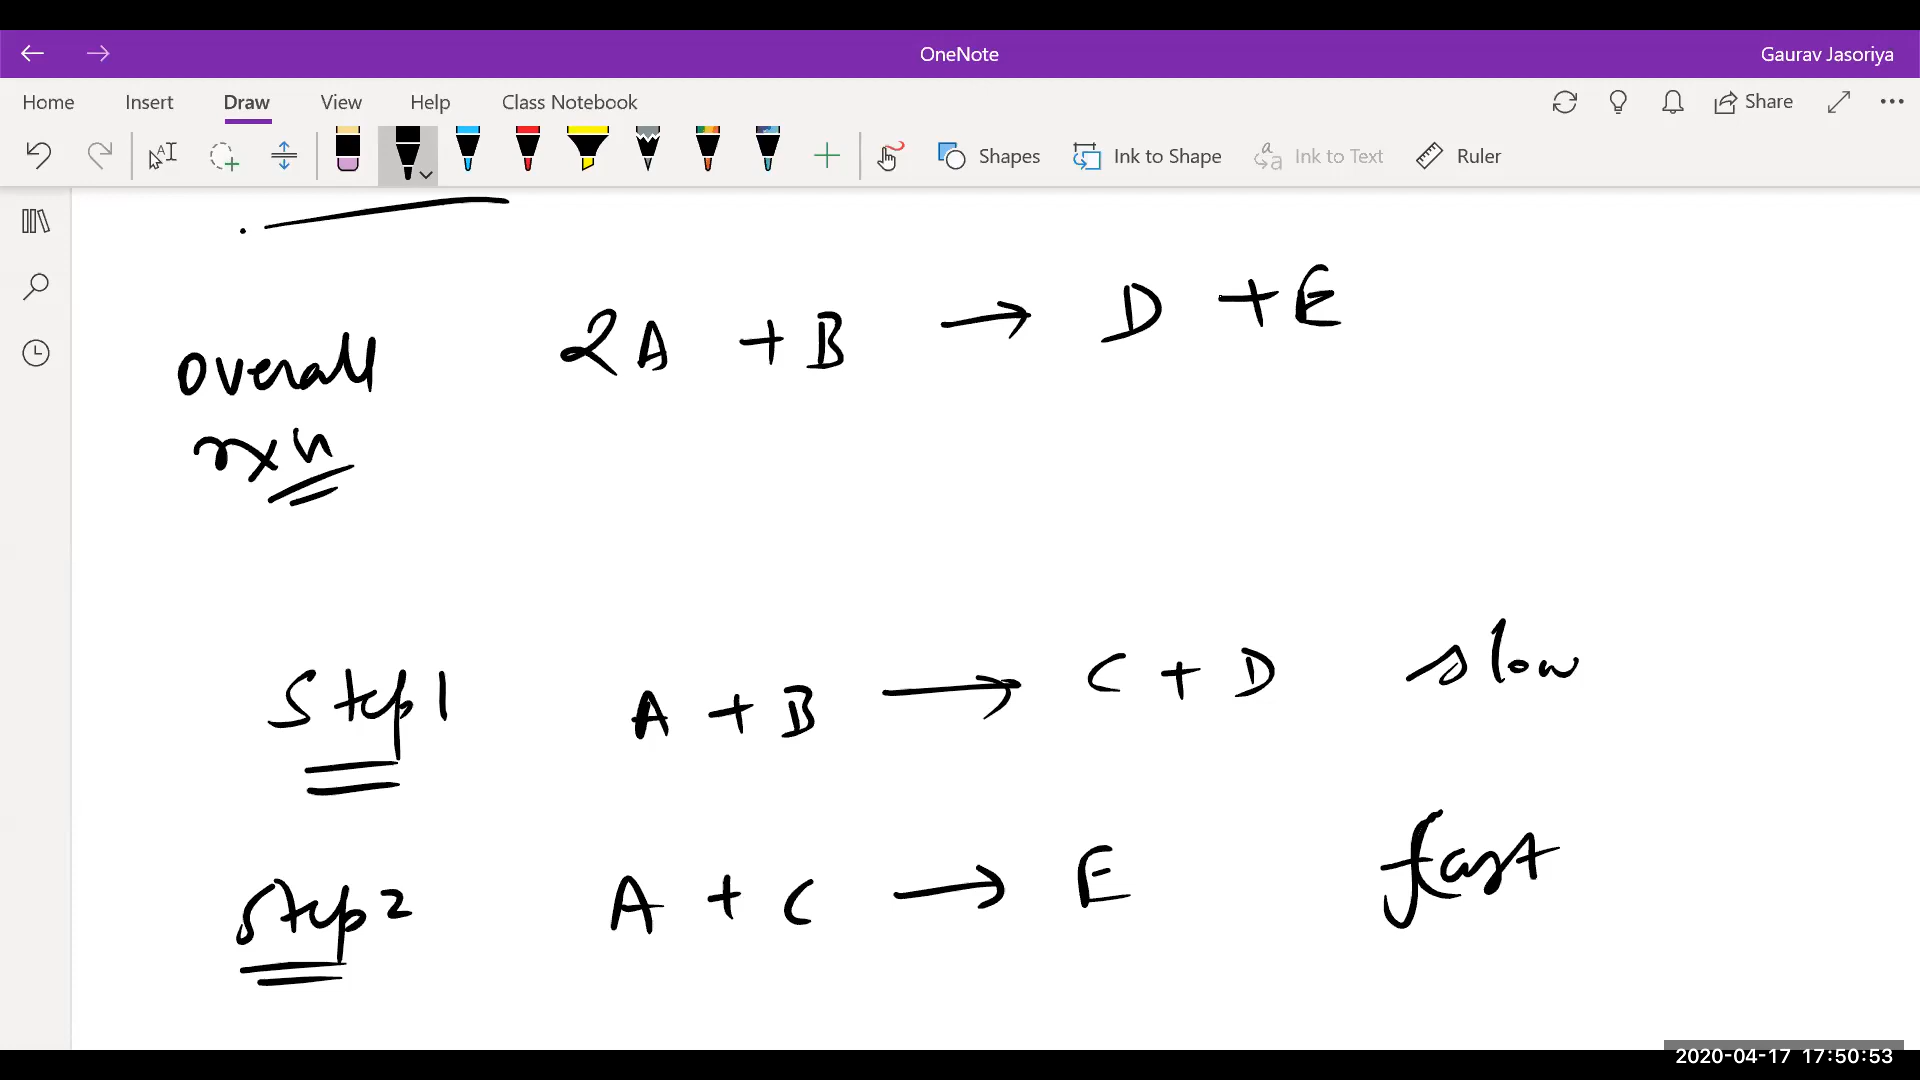 OneNote
Gaurav Jasoriya
Home Insert Draw View Help Class Notebook Share
Shapes Ink to Shape Ink to Text Ruler
2A + B → D + E
overall
rxn
Step 1 A + B → C + D slow
Step 2 A + C → E fast
2020-04-17 17:50:53